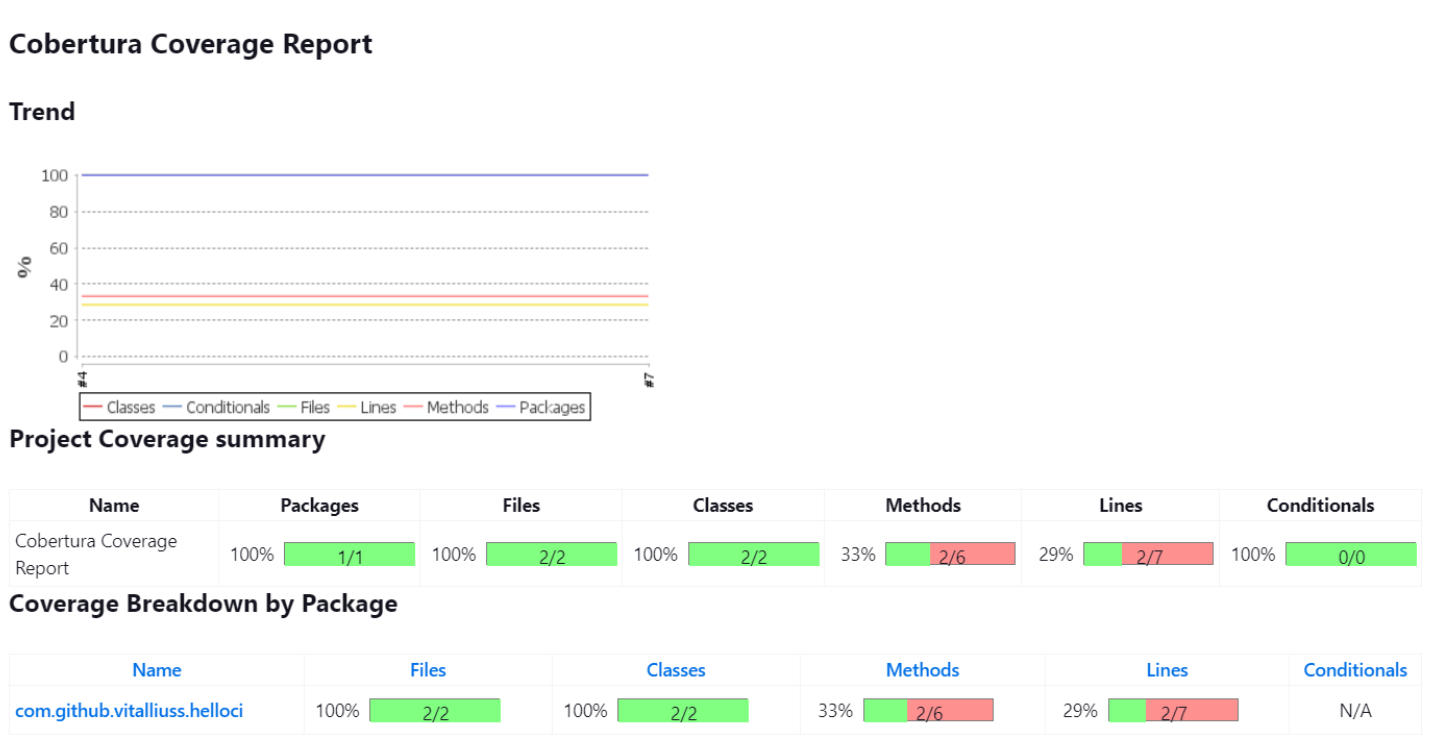 Cobertura Coverage Report
Trend
100
80
60
40
20
0
%
#4
#7
Classes Conditionals Files Lines Methods Packages
Project Coverage summary
Name Packages Files Classes Methods Lines Conditionals
Cobertura Coverage
Report
100% 1/1 100% 2/2 100% 2/2 33% 2/6 29% 2/7 100% 0/0
Coverage Breakdown by Package
Name Files Classes Methods Lines Conditionals
com.github.vitalliuss.helloci 100% 2/2 100% 2/2 33% 2/6 29% 2/7 N/A